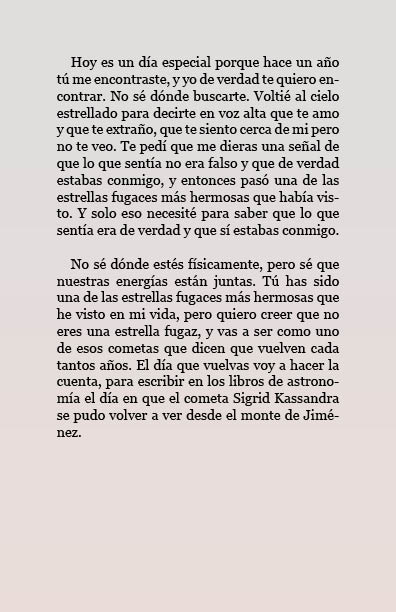 Hoy es un día especial porque hace un año
tú me encontraste, y yo de verdad te quiero en-
contrar. No sé dónde buscarte. Voltié al cielo
estrellado para decirte en voz alta que te amo
y que te extraño, que te siento cerca de mi pero
no te veo. Te pedí que me dieras una señal de
que lo que sentía no era falso y que de verdad
estabas conmigo, y entonces pasó una de las
estrellas fugaces más hermosas que había vis-
to. Y solo eso necesité para saber que lo que
sentía era de verdad y que sí estabas conmigo.
No sé dónde estés físicamente, pero sé que
nuestras energías están juntas. Tú has sido
una de las estrellas fugaces más hermosas que
he visto en mi vida, pero quiero creer que no
eres una estrella fugaz, y vas a ser como uno
de esos cometas que dicen que vuelven cada
tantos años. El día que vuelvas voy a hacer la
cuenta, para escribir en los libros de astrono-
mía el día en que el cometa Sigrid Kassandra
se pudo volver a ver desde el monte de Jimé-
nez.